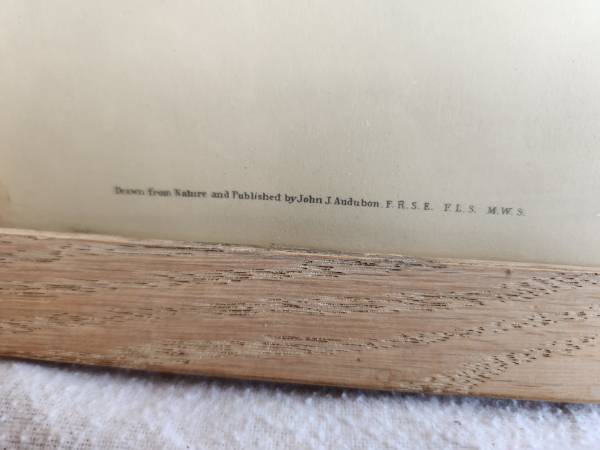 Drawn from Nature and Published by John J. Audubon. F. R. S. E. F. L. S. M. W. S.